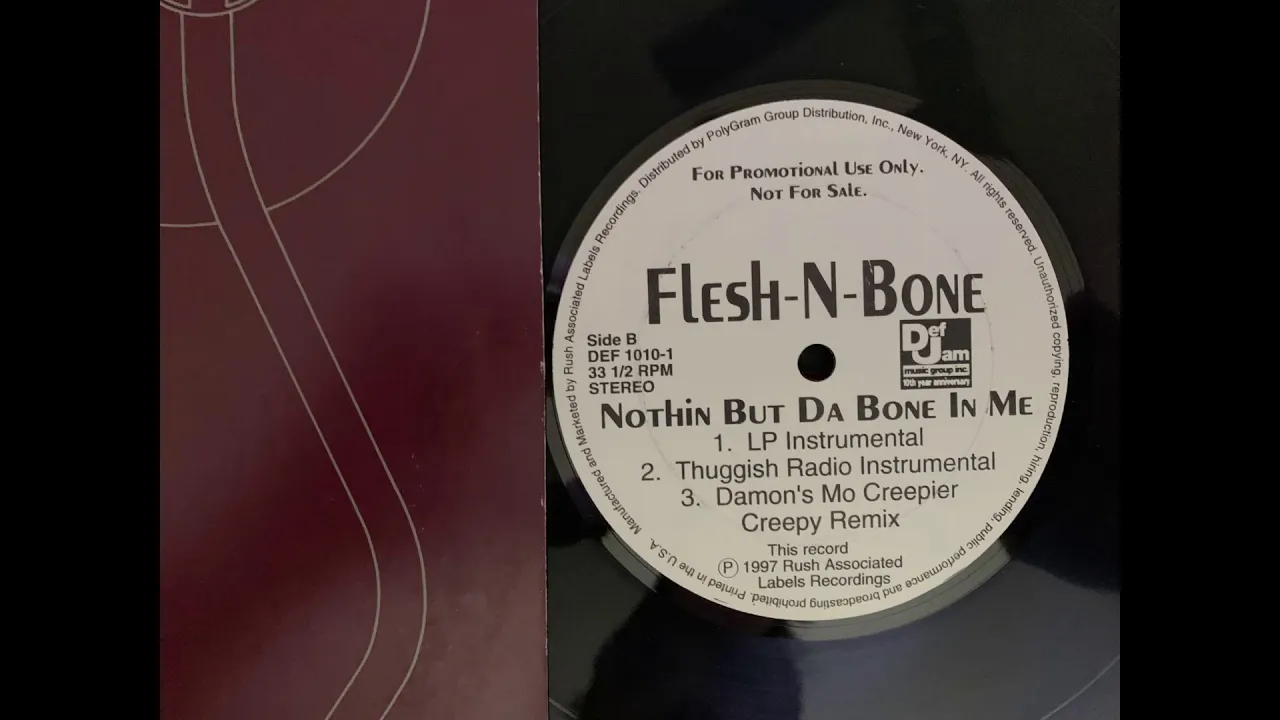 Manufactured and Marketed by Rush Associated Labels Recordings. Distributed by PolyGram Group Distribution, Inc., New York, NY. All rights reserved. Unauthorized copying, reproduction, hiring, lending, public performance and broadcasting prohibited. Printed in the U.S.A.
For Promotional Use Only.
Not For Sale.
Flesh-N-Bone
Side B
DEF 1010-1
33 1/2 RPM
STEREO
Def
Jam
music group inc.
10th year anniversary
Nothin But Da Bone In Me
1. LP Instrumental
2. Thuggish Radio Instrumental
3. Damon's Mo Creepier
Creepy Remix
This record
Ⓟ 1997 Rush Associated
Labels Recordings